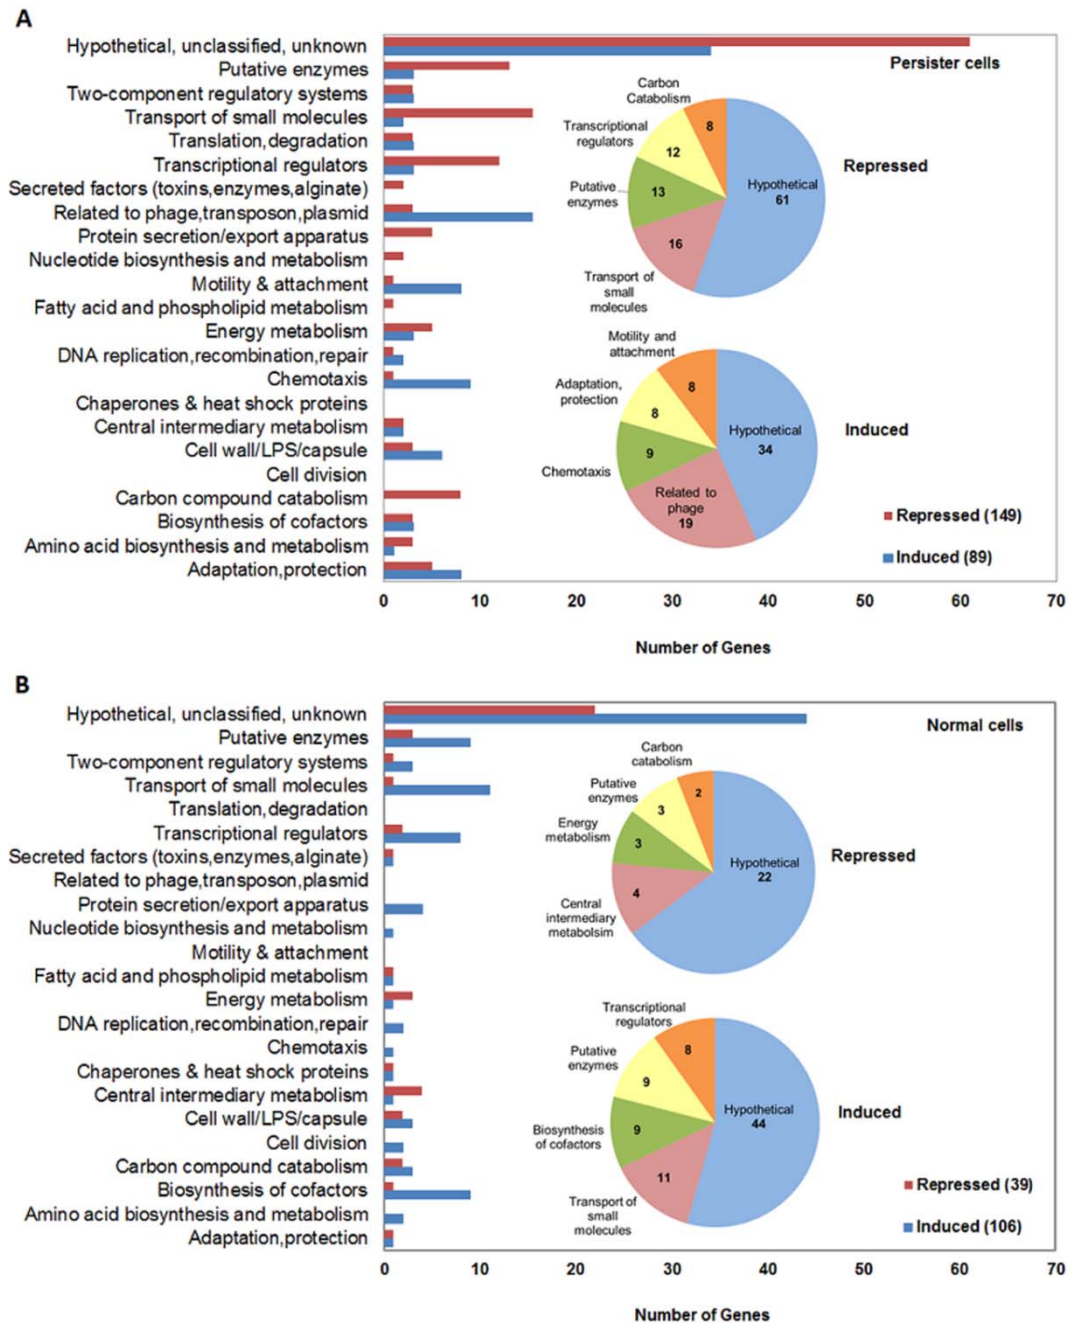 A
Hypothetical, unclassified, unknown
Putative enzymes
Two-component regulatory systems
Transport of small molecules
Translation,degradation
Transcriptional regulators
Secreted factors (toxins,enzymes,alginate)
Related to phage,transposon,plasmid
Protein secretion/export apparatus
Nucleotide biosynthesis and metabolism
Motility & attachment
Fatty acid and phospholipid metabolism
Energy metabolism
DNA replication,recombination,repair
Chemotaxis
Chaperones & heat shock proteins
Central intermediary metabolism
Cell wall/LPS/capsule
Cell division
Carbon compound catabolism
Biosynthesis of cofactors
Amino acid biosynthesis and metabolism
Adaptation,protection
0 10 20 30 40 50 60 70
Number of Genes
Persister cells
Carbon
Catabolism
8
Transcriptional
regulators
12
Putative
enzymes
13
Hypothetical
61
16
Transport of
small
molecules
Repressed
Motility and
attachment
8
Adaptation,
protection
8
Hypothetical
34
9
Chemotaxis
Related to
phage
19
Induced
Repressed (149)
Induced (89)
B
Hypothetical, unclassified, unknown
Putative enzymes
Two-component regulatory systems
Transport of small molecules
Translation,degradation
Transcriptional regulators
Secreted factors (toxins,enzymes,alginate)
Related to phage,transposon,plasmid
Protein secretion/export apparatus
Nucleotide biosynthesis and metabolism
Motility & attachment
Fatty acid and phospholipid metabolism
Energy metabolism
DNA replication,recombination,repair
Chemotaxis
Chaperones & heat shock proteins
Central intermediary metabolism
Cell wall/LPS/capsule
Cell division
Carbon compound catabolism
Biosynthesis of cofactors
Amino acid biosynthesis and metabolism
Adaptation,protection
0 10 20 30 40 50 60 70
Number of Genes
Normal cells
Carbon
catabolism
2
Putative
enzymes
3
Energy
metabolism
3
Hypothetical
22
4
Central
intermediary
metabolsim
Repressed
Transcriptional
regulators
8
Putative
enzymes
9
Hypothetical
44
Biosynthesis
of cofactors
9
11
Transport of
small
molecules
Induced
Repressed (39)
Induced (106)